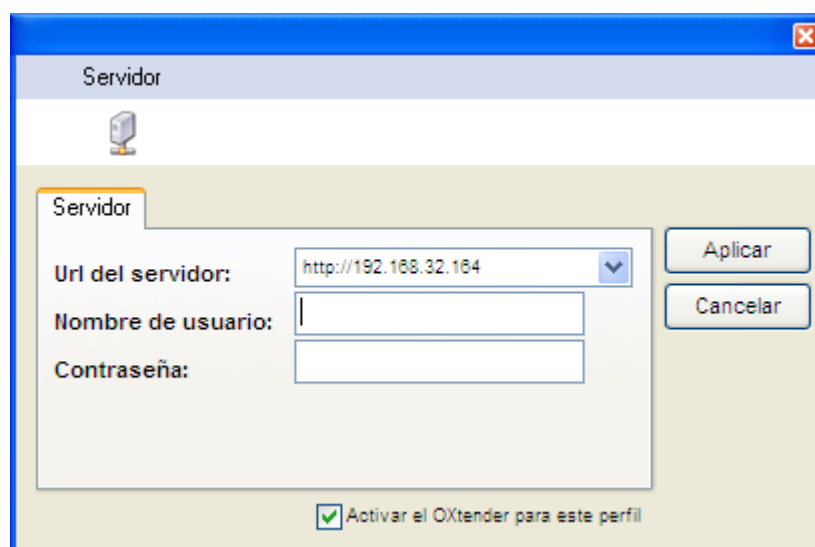 Servidor
Servidor
Url del servidor: http://192.168.32.164
Aplicar
Nombre de usuario:
Cancelar
Contraseña:
Activar el OXtender para este perfil